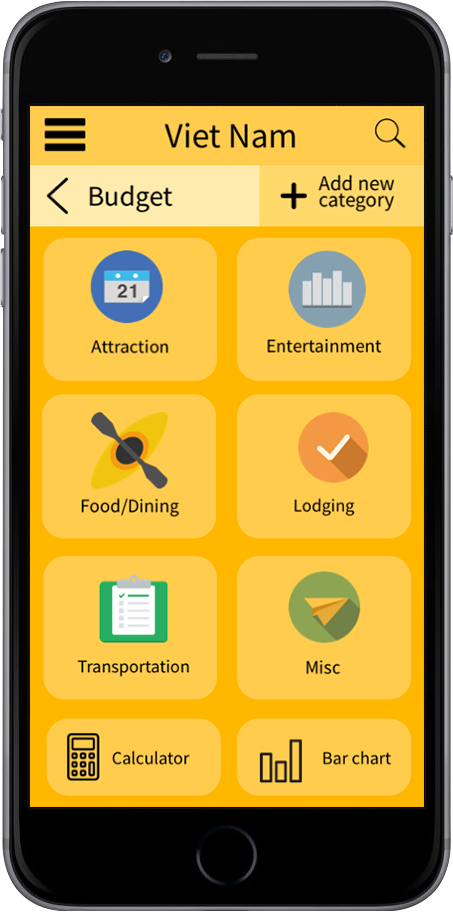 Viet Nam
Budget
Add new
category
21
Attraction
Entertainment
Food/Dining
Lodging
Transportation
Misc
Calculator
Bar chart